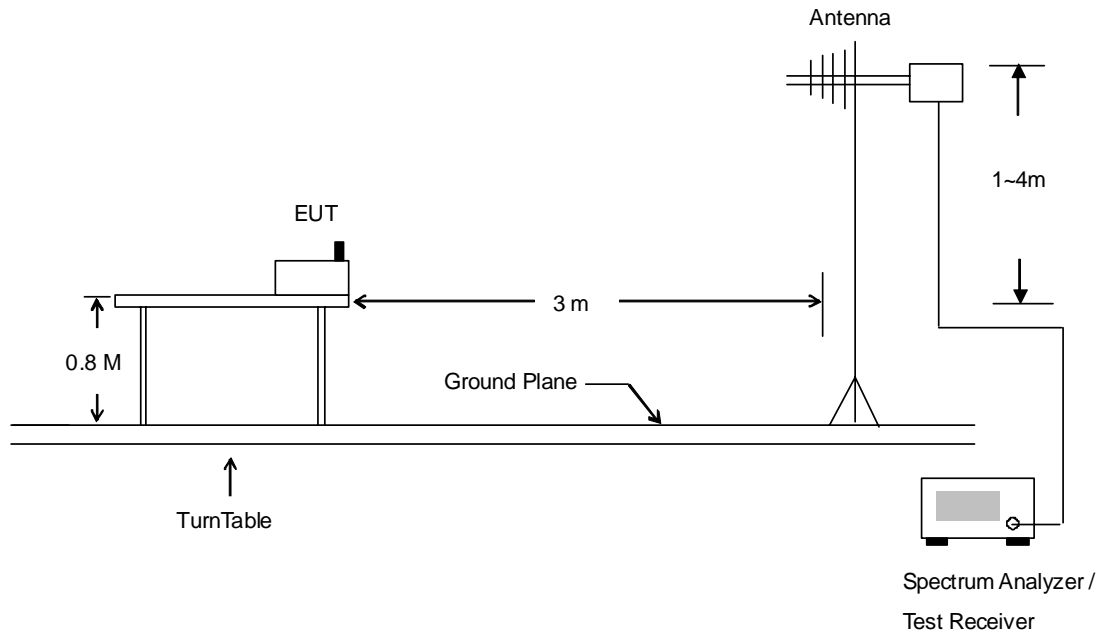 Antenna
1~4m
EUT
3 m
0.8 M
Ground Plane
TurnTable
Spectrum Analyzer /
Test Receiver